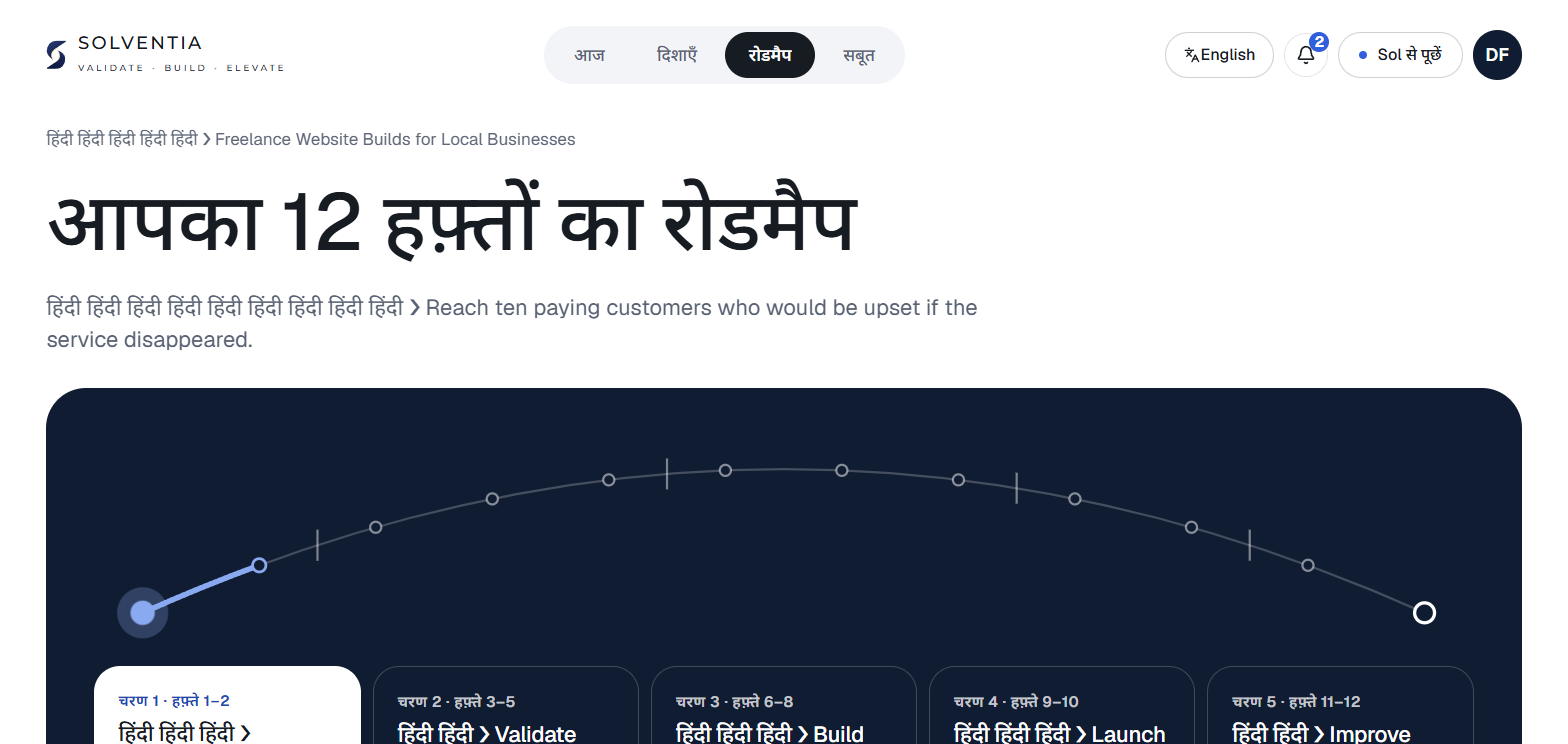 SOLVENTIA
VALIDATE · BUILD · ELEVATE
आज
दिशाएँ
रोडमैप
सबूत
English
2
Sol से पूछें
DF
हिंदी हिंदी हिंदी हिंदी हिंदी › Freelance Website Builds for Local Businesses
आपका 12 हफ़्तों का रोडमैप
हिंदी हिंदी हिंदी हिंदी हिंदी हिंदी हिंदी हिंदी हिंदी › Reach ten paying customers who would be upset if the
service disappeared.
चरण 1 · हफ़्ते 1–2
हिंदी हिंदी हिंदी ›
चरण 2 · हफ़्ते 3–5
हिंदी हिंदी › Validate
चरण 3 · हफ़्ते 6–8
हिंदी हिंदी हिंदी › Build
चरण 4 · हफ़्ते 9–10
हिंदी हिंदी हिंदी › Launch
चरण 5 · हफ़्ते 11–12
हिंदी हिंदी › Improve